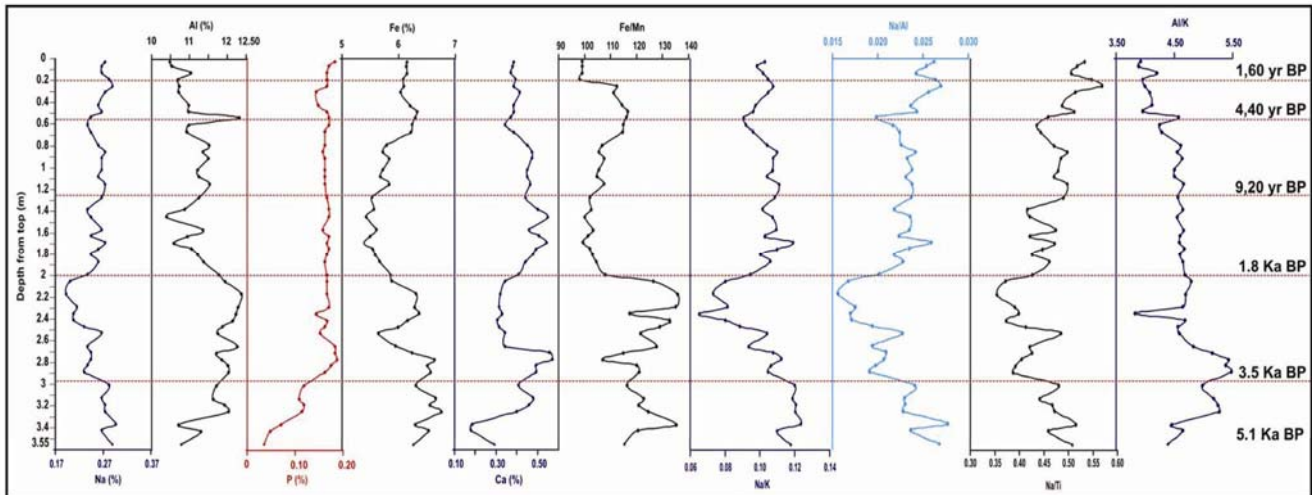 Al (%) Fe (%) Fe/Mn Na/Al Al/K
10 11 12 12.50 5 6 7 90 100 110 120 130 140 0.015 0.020 0.025 0.030 3.50 4.50 5.50
0
0.2
0.4
0.6
0.8
1
1.2
1.4
1.6
1.8
2
2.2
2.4
2.6
2.8
3
3.2
3.4
3.55
Depth from top (m)
1,60 yr BP
4,40 yr BP
9,20 yr BP
1.8 Ka BP
3.5 Ka BP
5.1 Ka BP
0.17 0.27 0.37 0 0.10 0.20 0.10 0.30 0.50 0.06 0.08 0.10 0.12 0.14 0.30 0.35 0.40 0.45 0.50 0.55 0.60
Na (%) P (%) Ca (%) Na/K Na/Ti